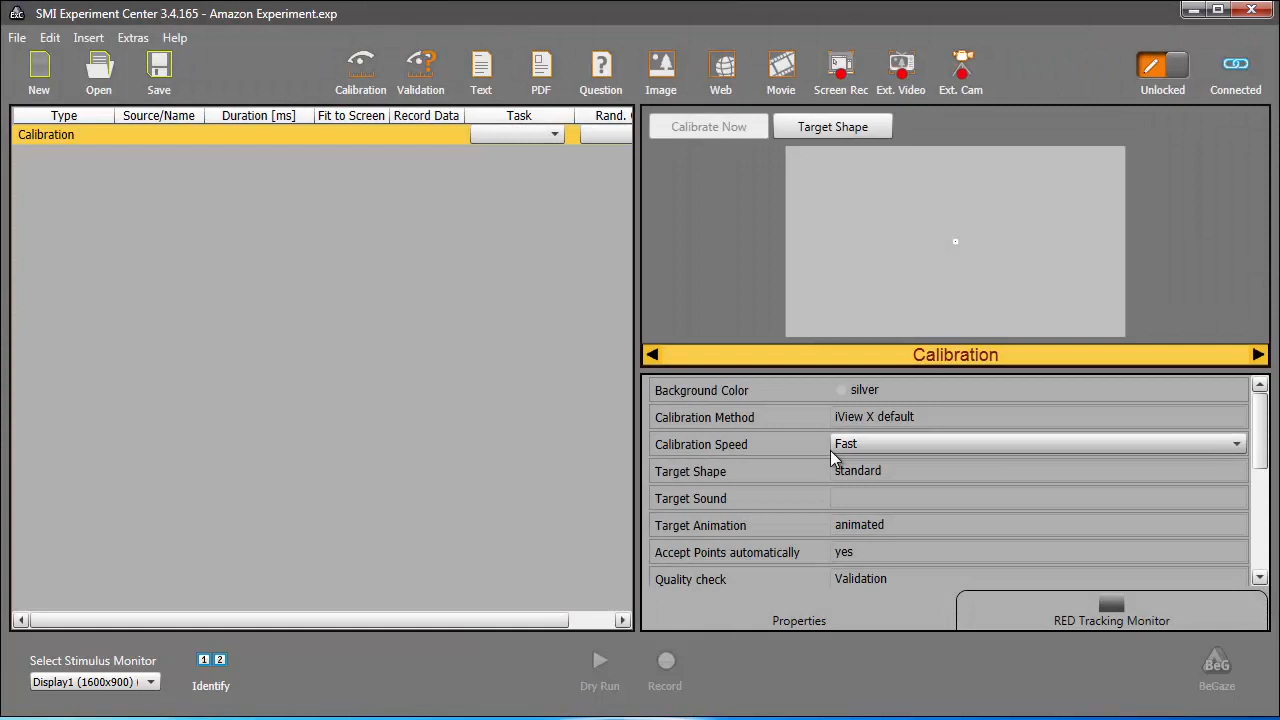 EXC SMI Experiment Center 3.4.165 - Amazon Experiment.exp
File Edit Insert Extras Help
New Open Save Calibration Validation Text PDF Question Image Web Movie Screen Rec Ext. Video Ext. Cam Unlocked Connected
Type Source/Name Duration [ms] Fit to Screen Record Data Task Rand.
Calibration
Calibrate Now Target Shape
Calibration
Background Color silver
Calibration Method iView X default
Calibration Speed Fast
Target Shape standard
Target Sound
Target Animation animated
Accept Points automatically yes
Quality check Validation
Properties RED Tracking Monitor
Select Stimulus Monitor
1 2
Display1 (1600x900)
Identify
Dry Run Record
BeG
BeGaze